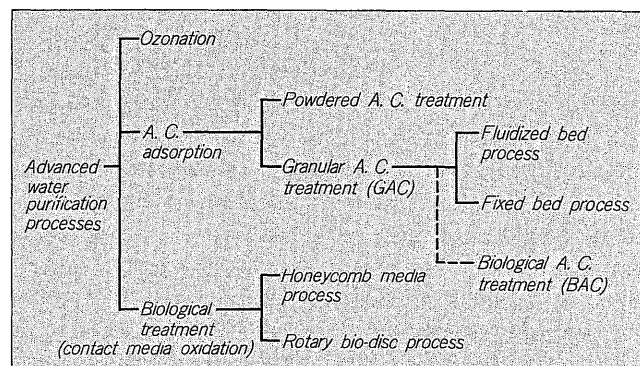 Ozonation
Powdered A. C. treatment
A. C.
adsorption
Fluidized bed
process
Advanced
water
purification
processes
Granular A. C.
treatment (GAC)
Fixed bed process
Biological A. C.
treatment (BAC)
Honeycomb media
process
Biological
treatment
(contact media oxidation)
Rotary bio-disc process